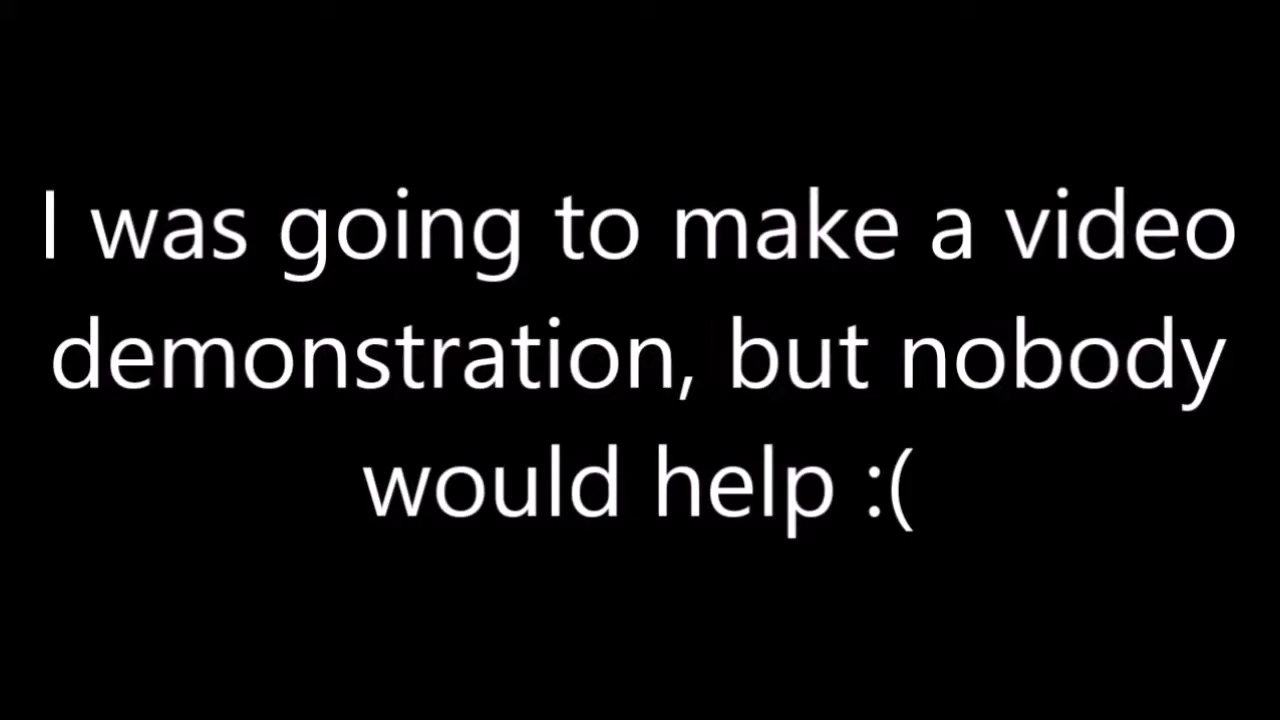 I was going to make a video
demonstration, but nobody
would help :(